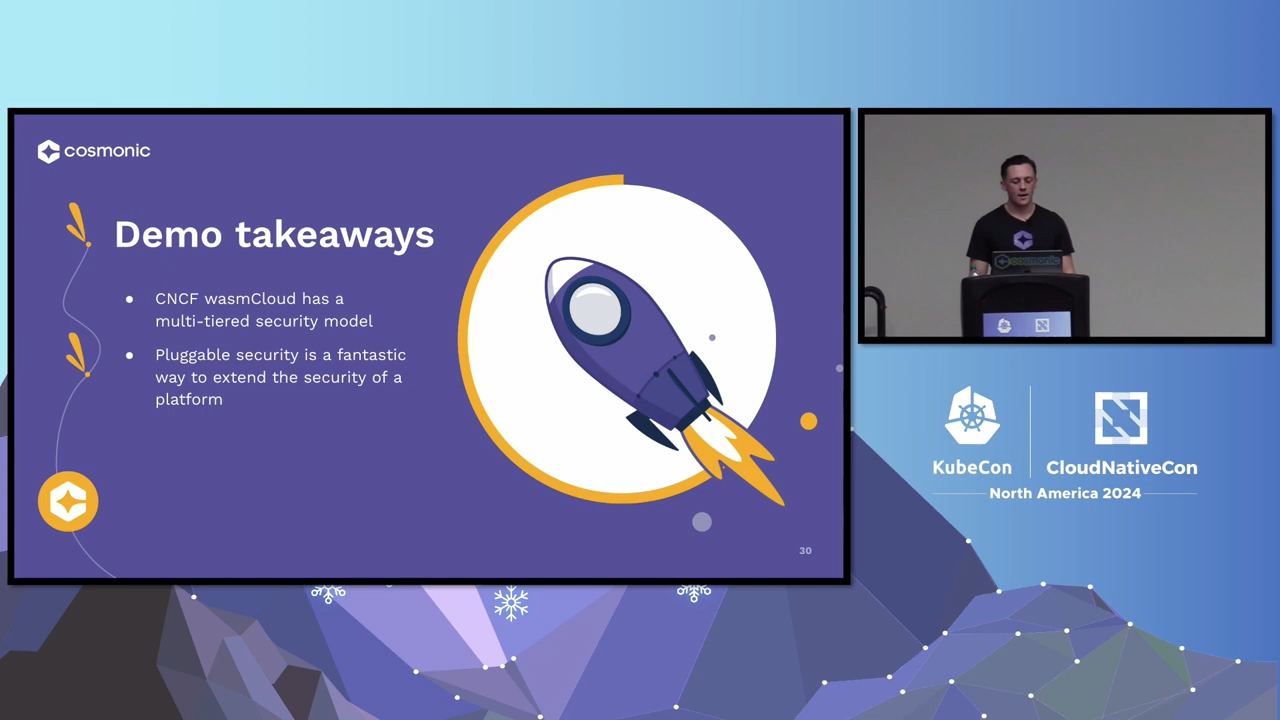 cosmonic
Demo takeaways
CNCF wasmCloud has a
multi-tiered security model
Pluggable security is a fantastic
way to extend the security of a
platform
30
cosmonic
KubeCon
CloudNativeCon
North America 2024